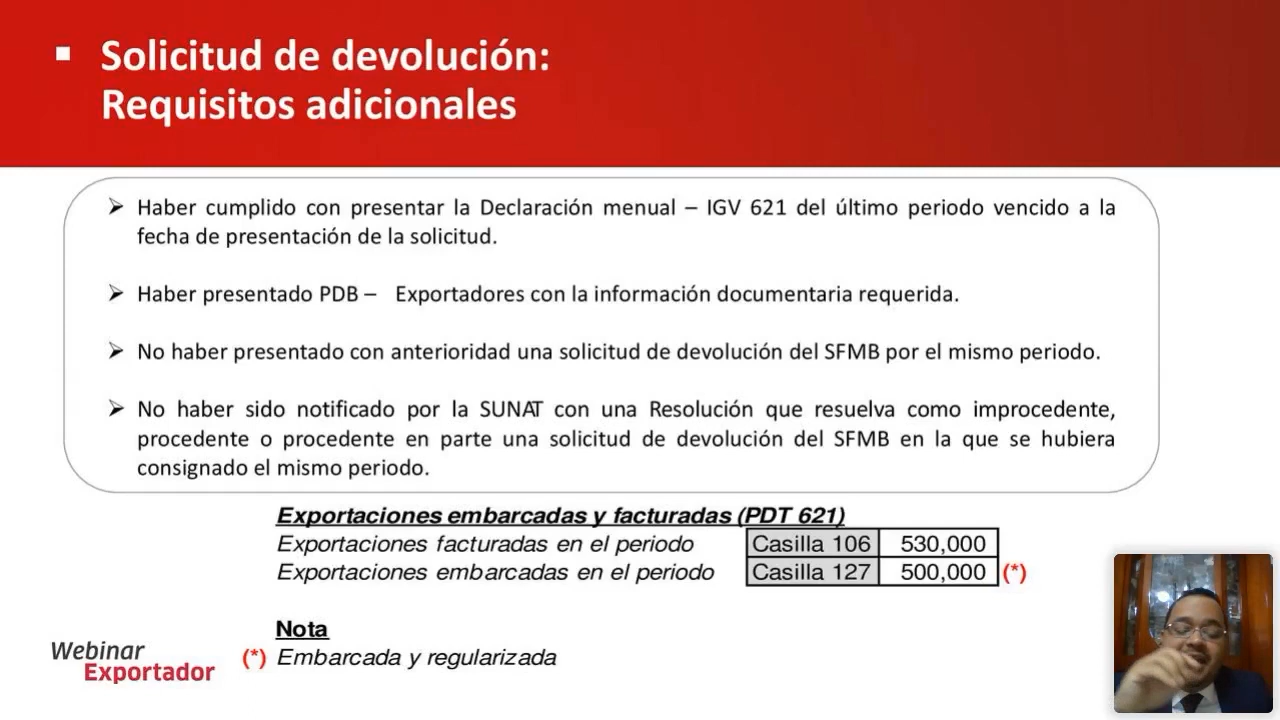 ▪ Solicitud de devolución:
Requisitos adicionales
➢ Haber cumplido con presentar la Declaración menual – IGV 621 del último periodo vencido a la
fecha de presentación de la solicitud.
➢ Haber presentado PDB – Exportadores con la información documentaria requerida.
➢ No haber presentado con anterioridad una solicitud de devolución del SFMB por el mismo periodo.
➢ No haber sido notificado por la SUNAT con una Resolución que resuelva como improcedente,
procedente o procedente en parte una solicitud de devolución del SFMB en la que se hubiera
consignado el mismo periodo.
Exportaciones embarcadas y facturadas (PDT 621)
Exportaciones facturadas en el periodo Casilla 106 530,000
Exportaciones embarcadas en el periodo Casilla 127 500,000 (*)
Nota
(*) Embarcada y regularizada
Webinar
Exportador